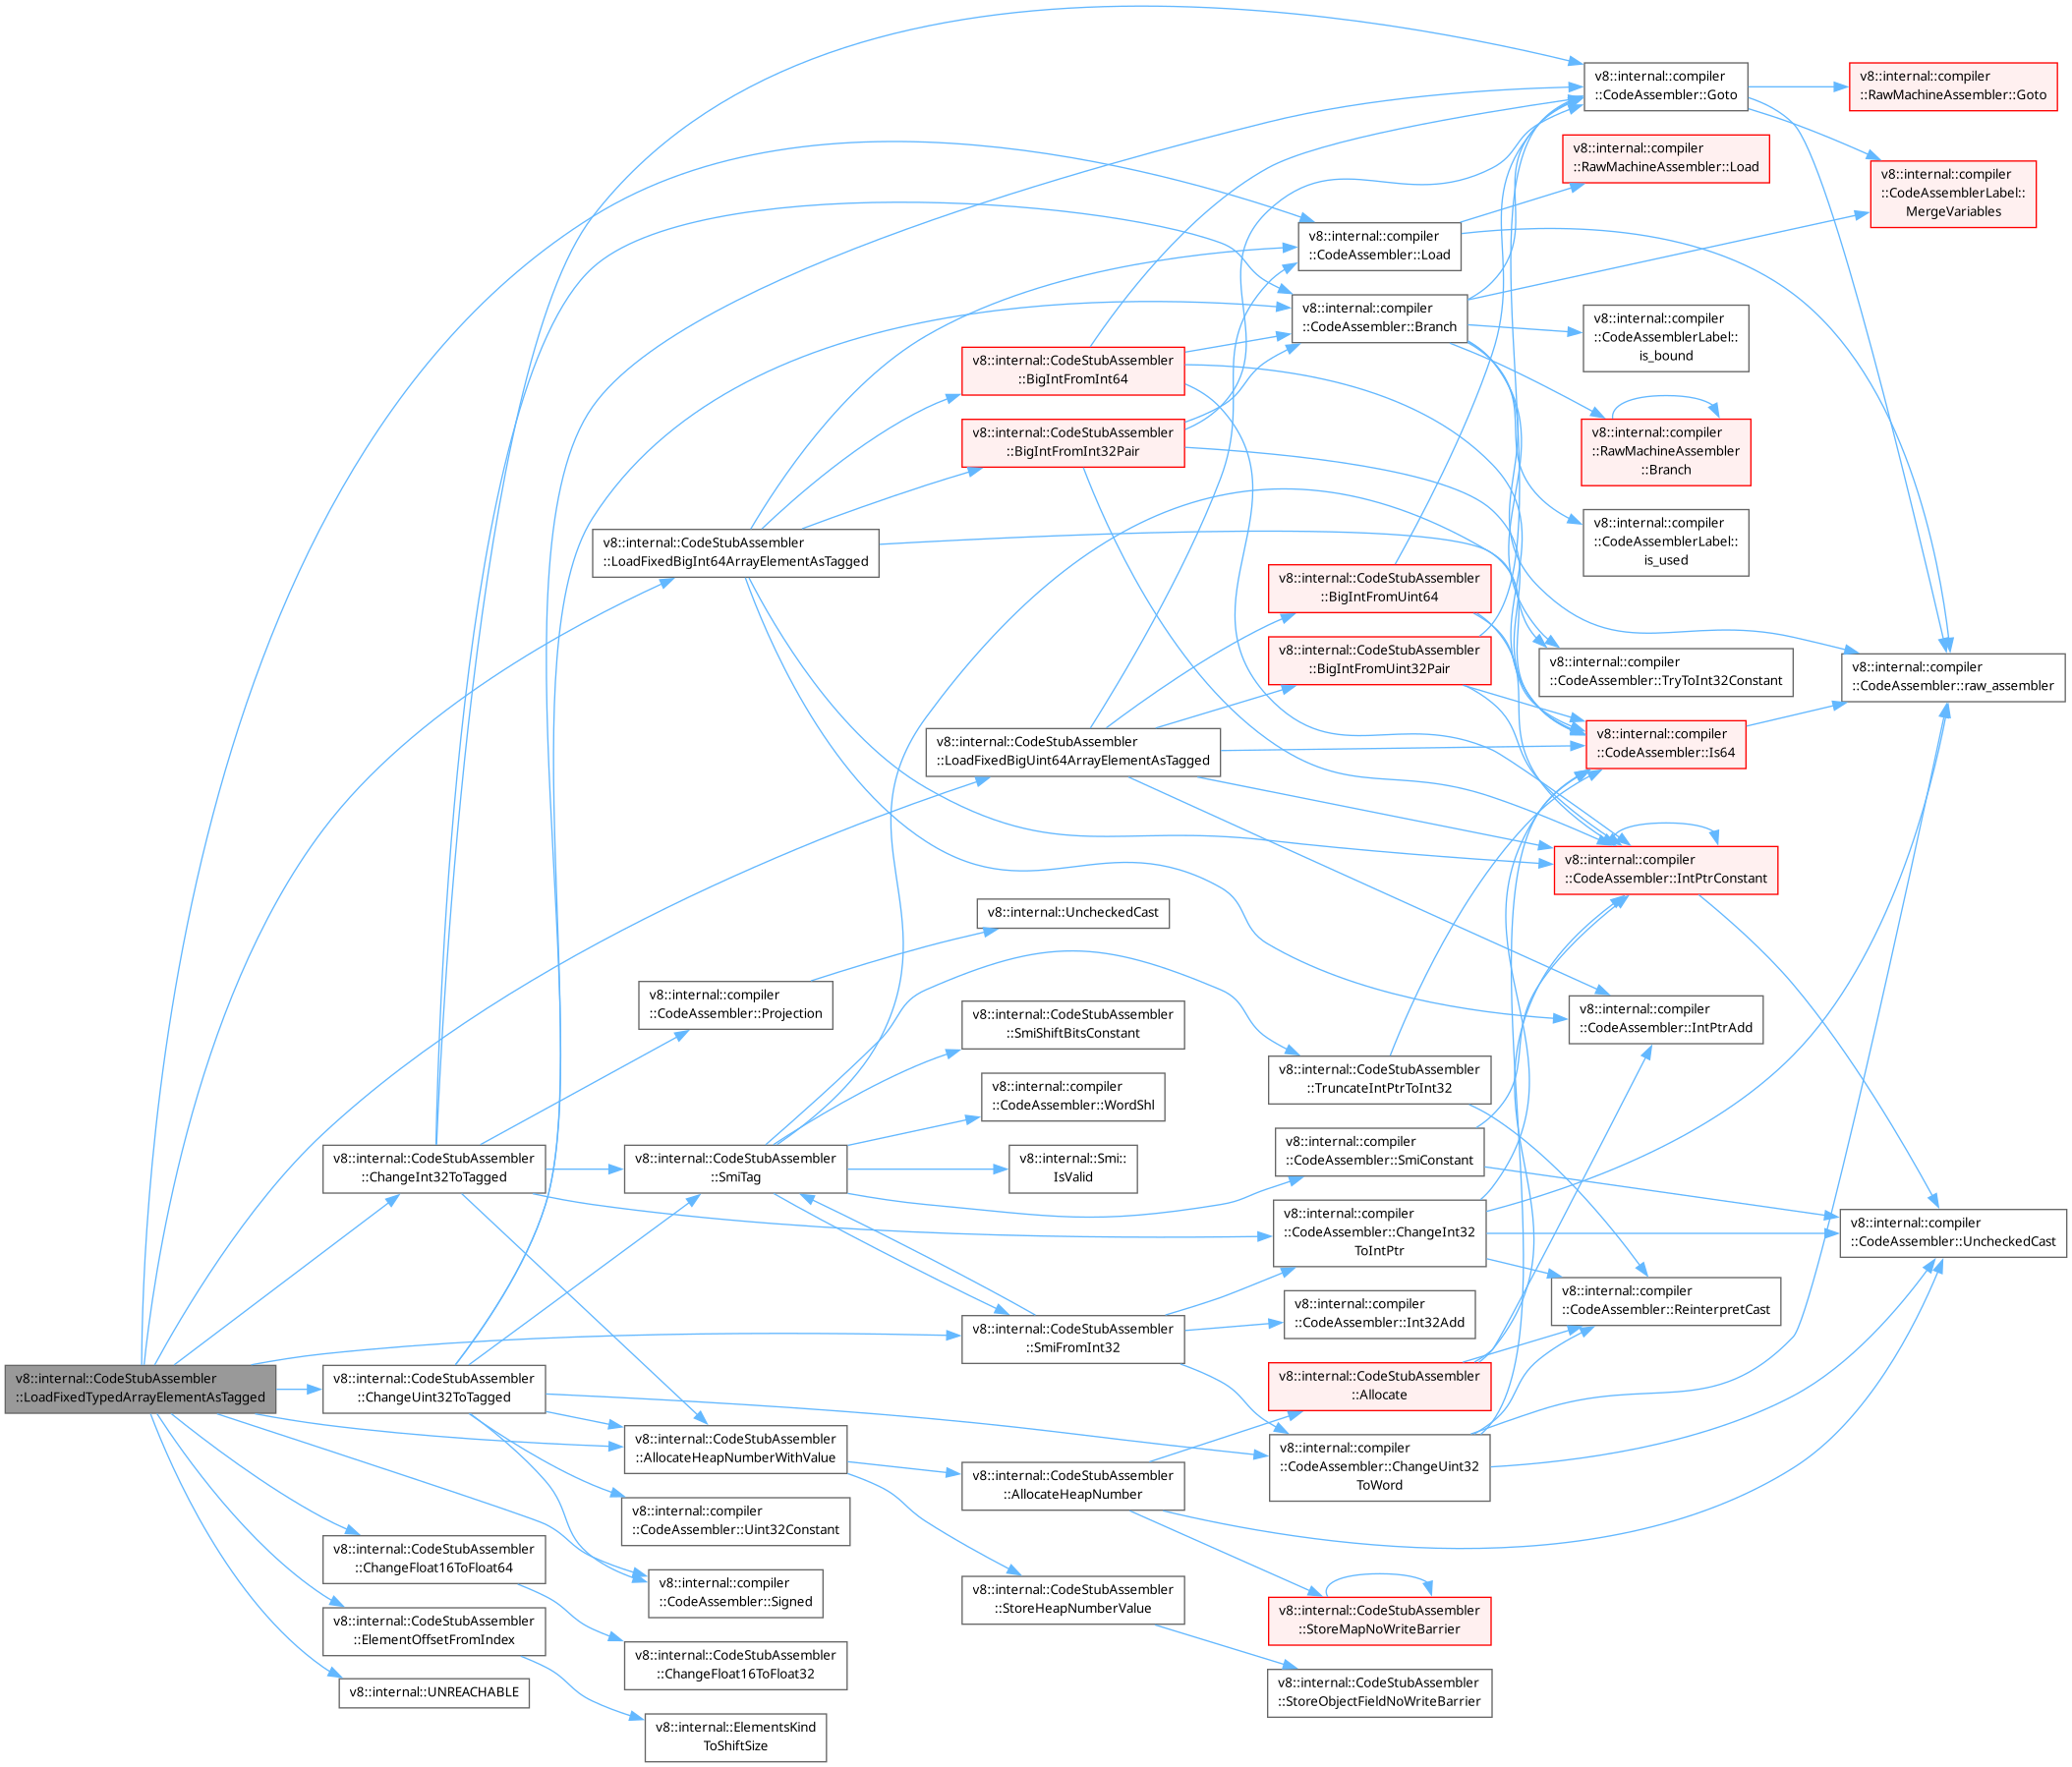 v8::internal::compiler
::CodeAssembler::Goto
v8::internal::compiler
::RawMachineAssembler::Goto
v8::internal::compiler
::RawMachineAssembler::Load
v8::internal::compiler
::CodeAssemblerLabel::
MergeVariables
v8::internal::compiler
::CodeAssembler::Load
v8::internal::compiler
::CodeAssembler::Branch
v8::internal::compiler
::CodeAssemblerLabel::
is_bound
v8::internal::CodeStubAssembler
::BigIntFromInt64
v8::internal::CodeStubAssembler
::BigIntFromInt32Pair
v8::internal::compiler
::RawMachineAssembler
::Branch
v8::internal::CodeStubAssembler
::LoadFixedBigInt64ArrayElementAsTagged
v8::internal::compiler
::CodeAssemblerLabel::
is_used
v8::internal::CodeStubAssembler
::BigIntFromUint64
v8::internal::CodeStubAssembler
::BigIntFromUint32Pair
v8::internal::compiler
::CodeAssembler::TryToInt32Constant
v8::internal::compiler
::CodeAssembler::raw_assembler
v8::internal::CodeStubAssembler
::LoadFixedBigUint64ArrayElementAsTagged
v8::internal::compiler
::CodeAssembler::Is64
v8::internal::compiler
::CodeAssembler::IntPtrConstant
v8::internal::UncheckedCast
v8::internal::compiler
::CodeAssembler::Projection
v8::internal::CodeStubAssembler
::SmiShiftBitsConstant
v8::internal::compiler
::CodeAssembler::IntPtrAdd
v8::internal::CodeStubAssembler
::TruncateIntPtrToInt32
v8::internal::compiler
::CodeAssembler::WordShl
v8::internal::CodeStubAssembler
::ChangeInt32ToTagged
v8::internal::CodeStubAssembler
::SmiTag
v8::internal::Smi::
IsValid
v8::internal::compiler
::CodeAssembler::SmiConstant
v8::internal::compiler
::CodeAssembler::ChangeInt32
ToIntPtr
v8::internal::compiler
::CodeAssembler::UncheckedCast
v8::internal::compiler
::CodeAssembler::ReinterpretCast
v8::internal::CodeStubAssembler
::SmiFromInt32
v8::internal::compiler
::CodeAssembler::Int32Add
v8::internal::CodeStubAssembler
::LoadFixedTypedArrayElementAsTagged
v8::internal::CodeStubAssembler
::ChangeUint32ToTagged
v8::internal::CodeStubAssembler
::Allocate
v8::internal::CodeStubAssembler
::AllocateHeapNumberWithValue
v8::internal::CodeStubAssembler
::AllocateHeapNumber
v8::internal::compiler
::CodeAssembler::ChangeUint32
ToWord
v8::internal::compiler
::CodeAssembler::Uint32Constant
v8::internal::CodeStubAssembler
::ChangeFloat16ToFloat64
v8::internal::compiler
::CodeAssembler::Signed
v8::internal::CodeStubAssembler
::StoreHeapNumberValue
v8::internal::CodeStubAssembler
::StoreMapNoWriteBarrier
v8::internal::CodeStubAssembler
::ElementOffsetFromIndex
v8::internal::CodeStubAssembler
::ChangeFloat16ToFloat32
v8::internal::UNREACHABLE
v8::internal::CodeStubAssembler
::StoreObjectFieldNoWriteBarrier
v8::internal::ElementsKind
ToShiftSize